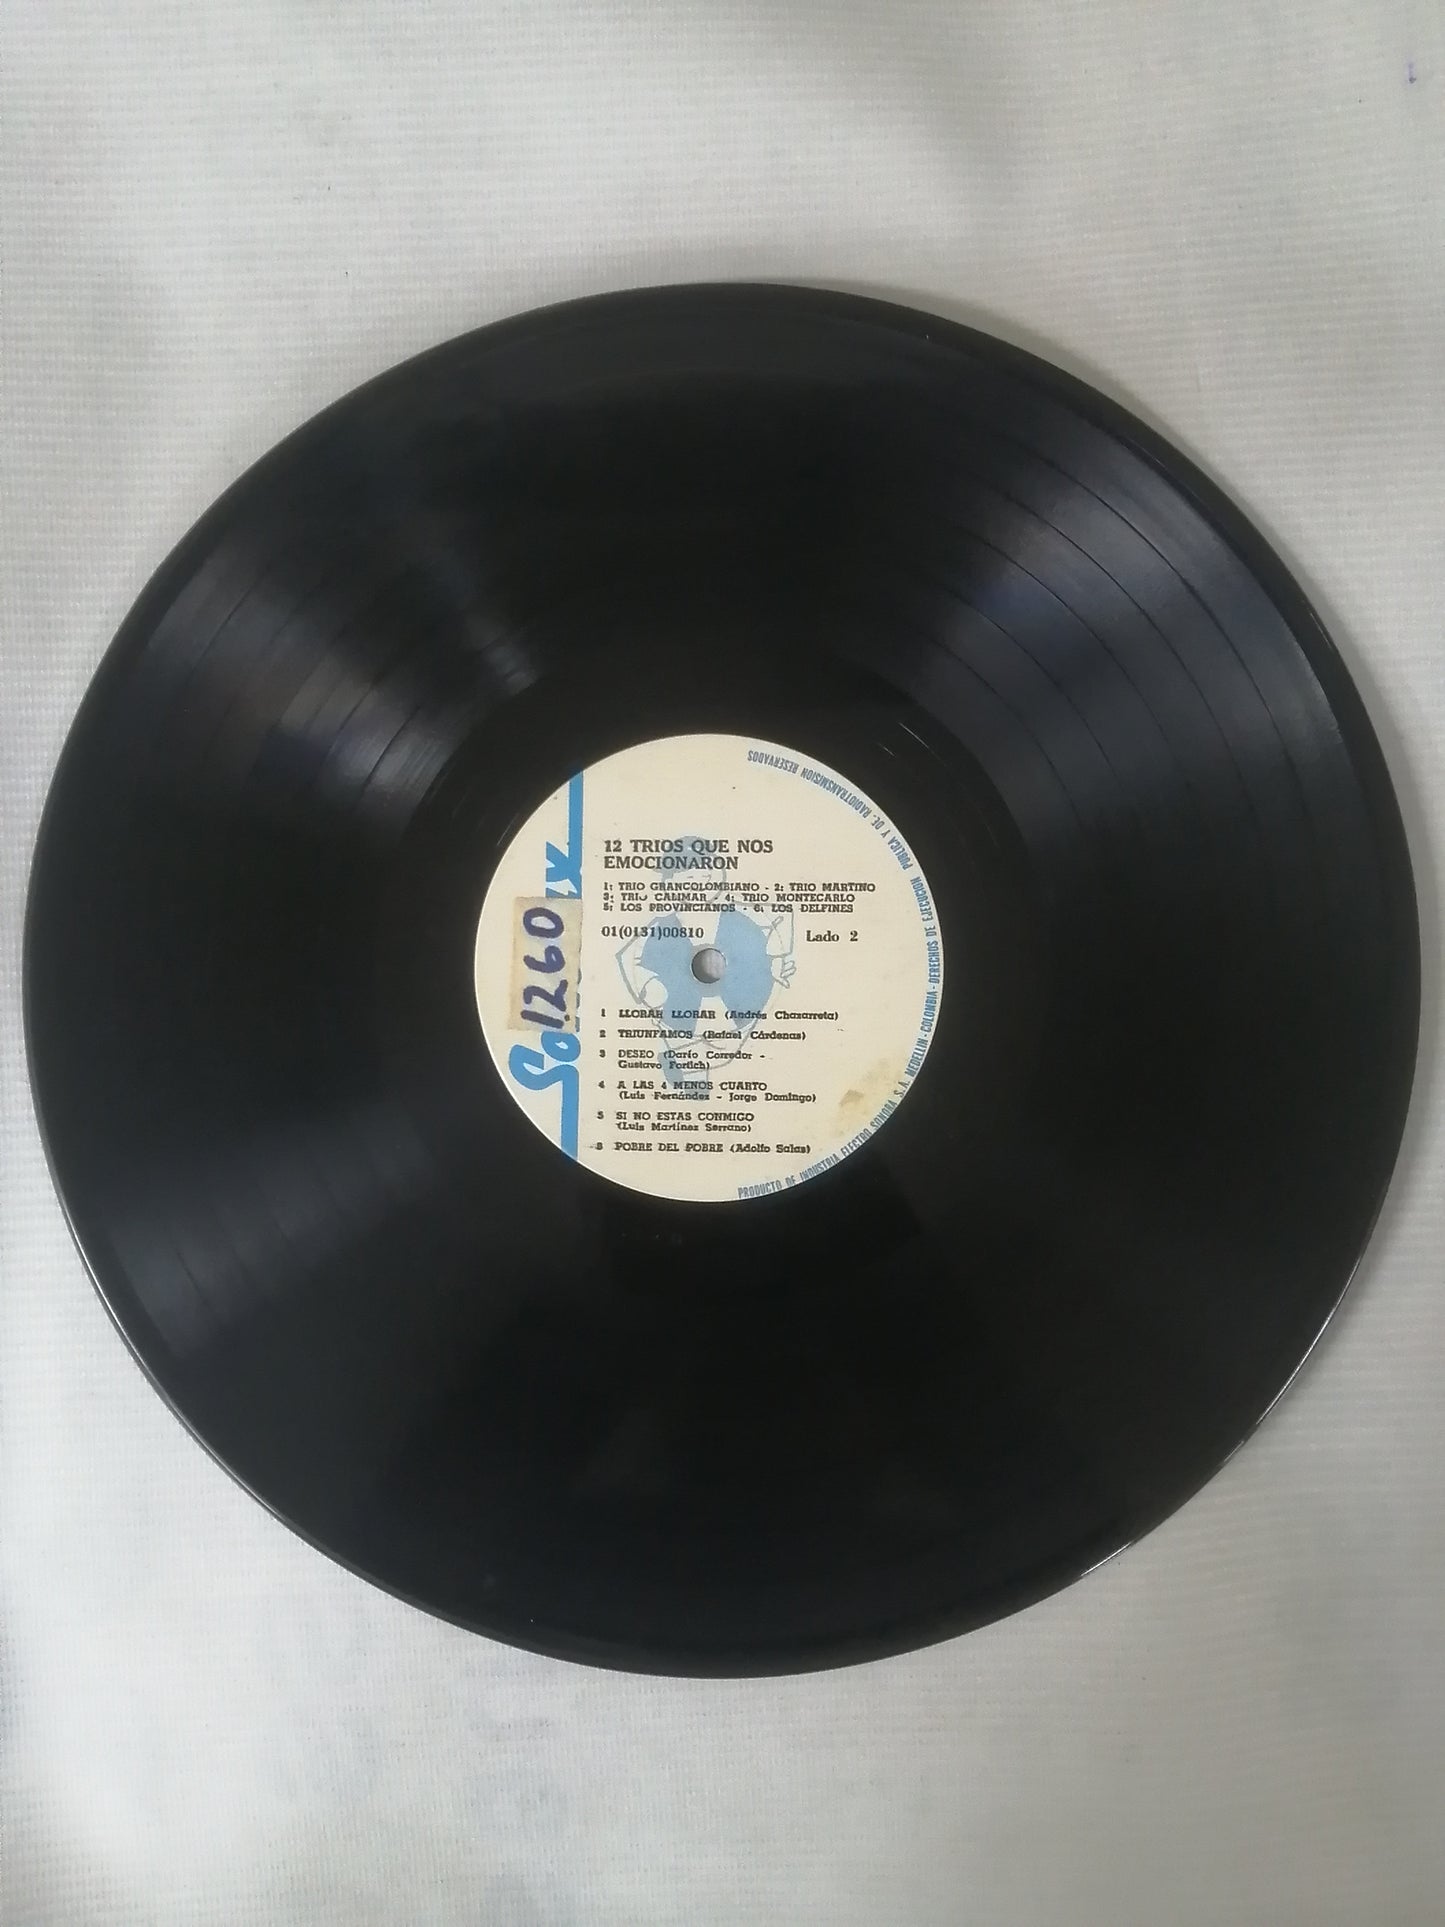 12 TRIOS QUE NOS
EMOCIONARON
1: TRIO GRANCOLOMBIANO - 2: TRIO MARTINO
3: TRIO CALIMAR - 4: TRIO MONTECARLO
5: LOS PROVINCIANOS - 6: LOS DELFINES
01(0131)00810 Lado 2
1 LLORAR LLORAR (Andrés Chazarreta)
2 TRIUNFAMOS (Rafael Cárdenas)
3 DESEO (Darío Corredor -
Gustavo Fortich)
4 A LAS 4 MENOS CUARTO
(Luis Fernández - Jorge Domingo)
5 SI NO ESTAS CONMIGO
(Luis Martínez Serrano)
6 POBRE DEL POBRE (Adolfo Salas)
1260
PRODUCTO DE INDUSTRIA ELECTRO SONORA S.A. MEDELLIN - COLOMBIA - DERECHOS DE EJECUCION PUBLICA Y DE RADIOTRANSMISION RESERVADOS